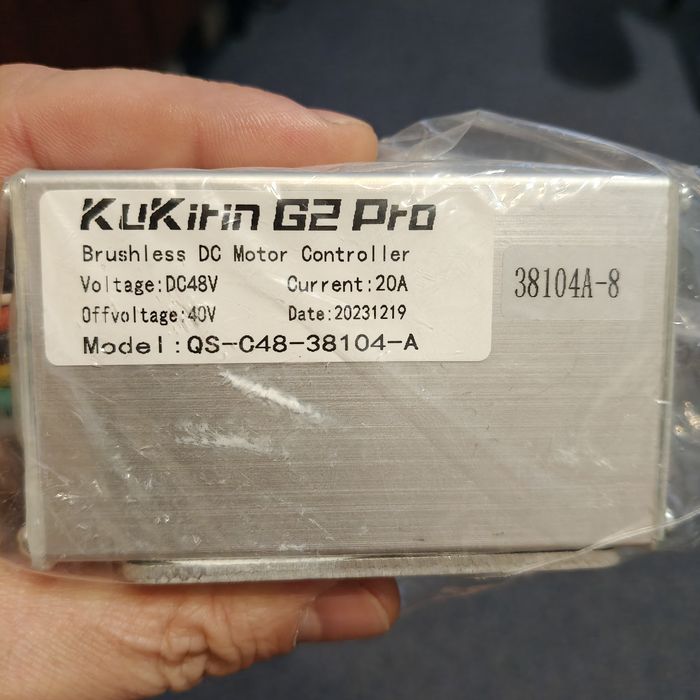 KuKirin G2 Pro
Brushless DC Motor Controller
Voltage:DC48V Current:20A
Offvoltage:40V Date:20231219
Model:QS-C48-38104-A
38104A-8